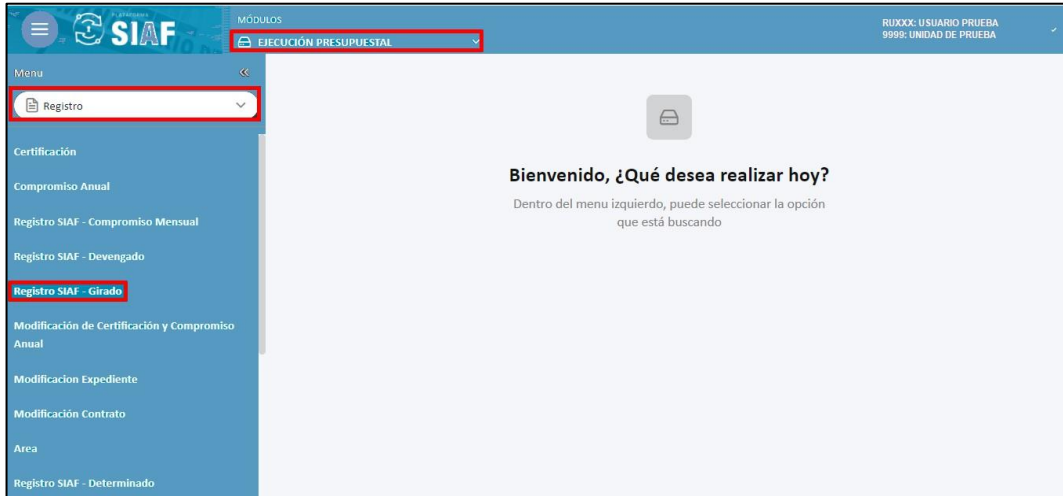 PLATAFORMA
SIAF
MÓDULOS
EJECUCIÓN PRESUPUESTAL
RUXXX: USUARIO PRUEBA
9999: UNIDAD DE PRUEBA
Menu
Registro
Certificación
Compromiso Anual
Registro SIAF - Compromiso Mensual
Registro SIAF - Devengado
Registro SIAF - Girado
Modificación de Certificación y Compromiso
Anual
Modificacion Expediente
Modificación Contrato
Area
Registro SIAF - Determinado
Bienvenido, ¿Qué desea realizar hoy?
Dentro del menu izquierdo, puede seleccionar la opción
que está buscando